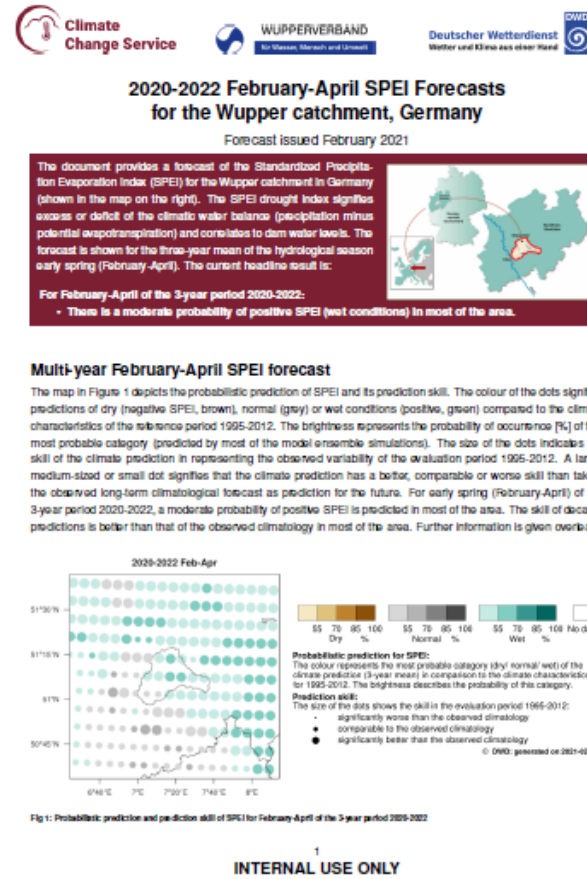 Climate
Change Service
WUPPERVERBAND
für Wasser, Mensch und Umwelt
Deutscher Wetterdienst
Wetter und Klima aus einer Hand
DWD
2020-2022 February-April SPEI Forecasts
for the Wupper catchment, Germany
Forecast issued February 2021
The document provides a forecast of the Standardized Precipita-
tion Evaporation Index (SPEI) for the Wupper catchment in Germany
(shown in the map on the right). The SPEI drought index signifies
excess or deficit of the climatic water balance (precipitation minus
potential evapotranspiration) and correlates to dam water levels. The
forecast is shown for the three-year mean of the hydrological season
early spring (February-April). The current headline result is:
For February-April of the 3-year period 2020-2022:
• There is a moderate probability of positive SPEI (wet conditions) in most of the area.
Multi-year February-April SPEI forecast
The map in Figure 1 depicts the probabilistic prediction of SPEI and its prediction skill. The colour of the dots signif
predictions of dry (negative SPEI, brown), normal (grey) or wet conditions (positive, green) compared to the clim
characteristics of the reference period 1995-2012. The brightness represents the probability of occurrence [%] of t
most probable category (predicted by most of the model ensemble simulations). The size of the dots indicates
skill of the climate prediction in representing the observed variability of the evaluation period 1995-2012. A lar
medium-sized or small dot signifies that the climate prediction has a better, comparable or worse skill than tak
the observed long-term climatological forecast as prediction for the future. For early spring (February-April) of
3-year period 2020-2022, a moderate probability of positive SPEI is predicted in most of the area. The skill of deca
predictions is better than that of the observed climatology in most of the area. Further information is given overle
2020-2022 Feb-Apr
51°30'N
51°15'N
51°N
50°45'N
6°40'E 7°E 7°20'E 7°40'E 8°E
55 70 85 100 55 70 85 100 55 70 85 100 No d
Dry % Normal % Wet %
Probabilistic prediction for SPEI:
The colour represents the most probable category (dry/ normal/ wet) of the
climate prediction (3-year mean) in comparison to the climate characteristic
for 1995-2012. The brightness describes the probability of this category.
Prediction skill:
The size of the dots shows the skill in the evaluation period 1995-2012:
significantly worse than the observed climatology
comparable to the observed climatology
significantly better than the observed climatology
© DWD: generated on 2021-02
Fig 1: Probabilistic prediction and prediction skill of SPEI for February-April of the 3-year period 2020-2022
1
INTERNAL USE ONLY